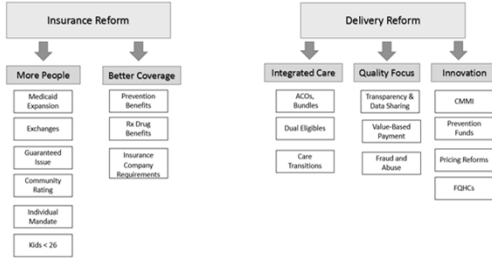 Insurance Reform
More People
Medicaid
Expansion
Exchanges
Guaranteed
Issue
Community
Rating
Individual
Mandate
Kids < 26
Better Coverage
Prevention
Benefits
Rx Drug
Benefits
Insurance
Company
Requirements
Delivery Reform
Integrated Care
ACOs,
Bundles
Dual Eligibles
Care
Transitions
Quality Focus
Transparency &
Data Sharing
Value-Based
Payment
Fraud and
Abuse
Innovation
CMMI
Prevention
Funds
Pricing Reforms
FQHCs